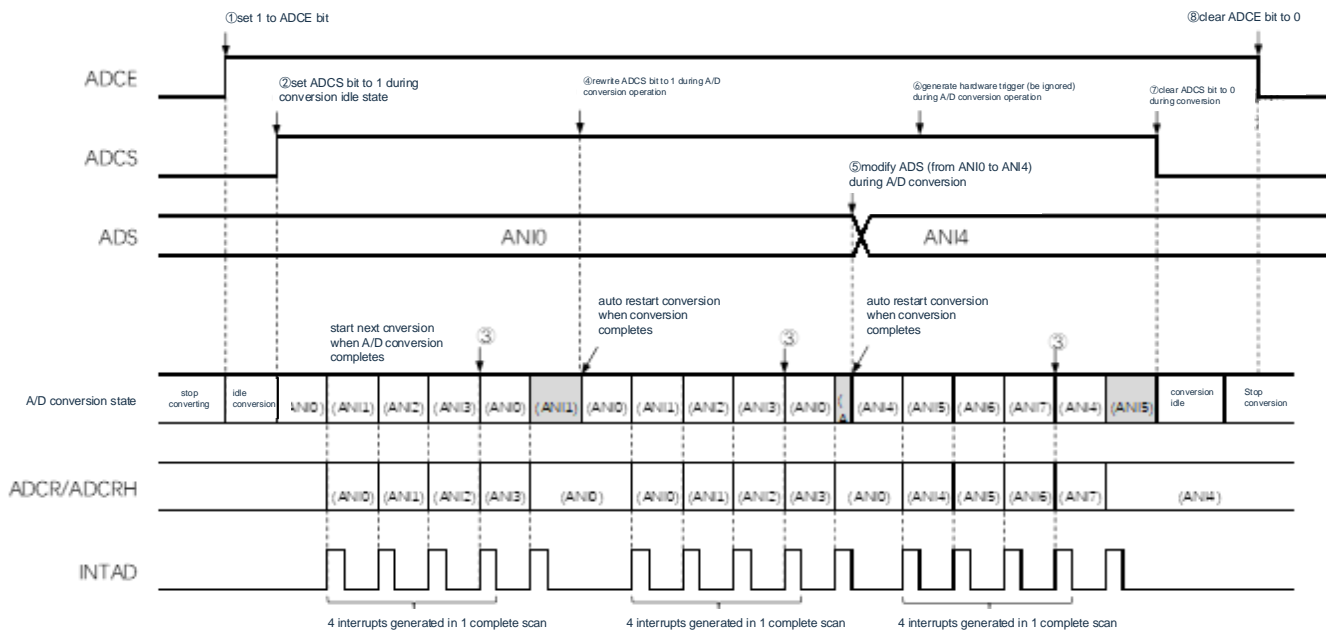 ①set 1 to ADCE bit
⑧clear ADCE bit to 0
ADCE
②set ADCS bit to 1 during
conversion idle state
④rewrite ADCS bit to 1 during A/D
conversion operation
⑥generate hardware trigger (be ignored)
during A/D conversion operation
⑦clear ADCS bit to 0
during conversion
ADCS
⑤modify ADS (from ANI0 to ANI4)
during A/D conversion
ADS
ANI0
ANI4
start next cnversion
when A/D conversion
completes
③
auto restart conversion
when conversion
completes
③
auto restart conversion
when conversion
completes
③
A/D conversion state
stop
converting
idle
conversion
ANI0) (ANI1) (ANI2) (ANI3) (ANI0) (ANI1) (ANI0) (ANI1) (ANI2) (ANI3) (ANI0) (A (ANI4) (ANI5) (ANI6) (ANI7) (ANI4) (ANI5)
conversion
idle
Stop
conversion
ADCR/ADCRH
(ANI0) (ANI1) (ANI2) (ANI3) (ANI0) (ANI0) (ANI1) (ANI2) (ANI3) (ANI0) (ANI4) (ANI5) (ANI6) (ANI7) (ANI4)
INTAD
4 interrupts generated in 1 complete scan
4 interrupts generated in 1 complete scan
4 interrupts generated in 1 complete scan